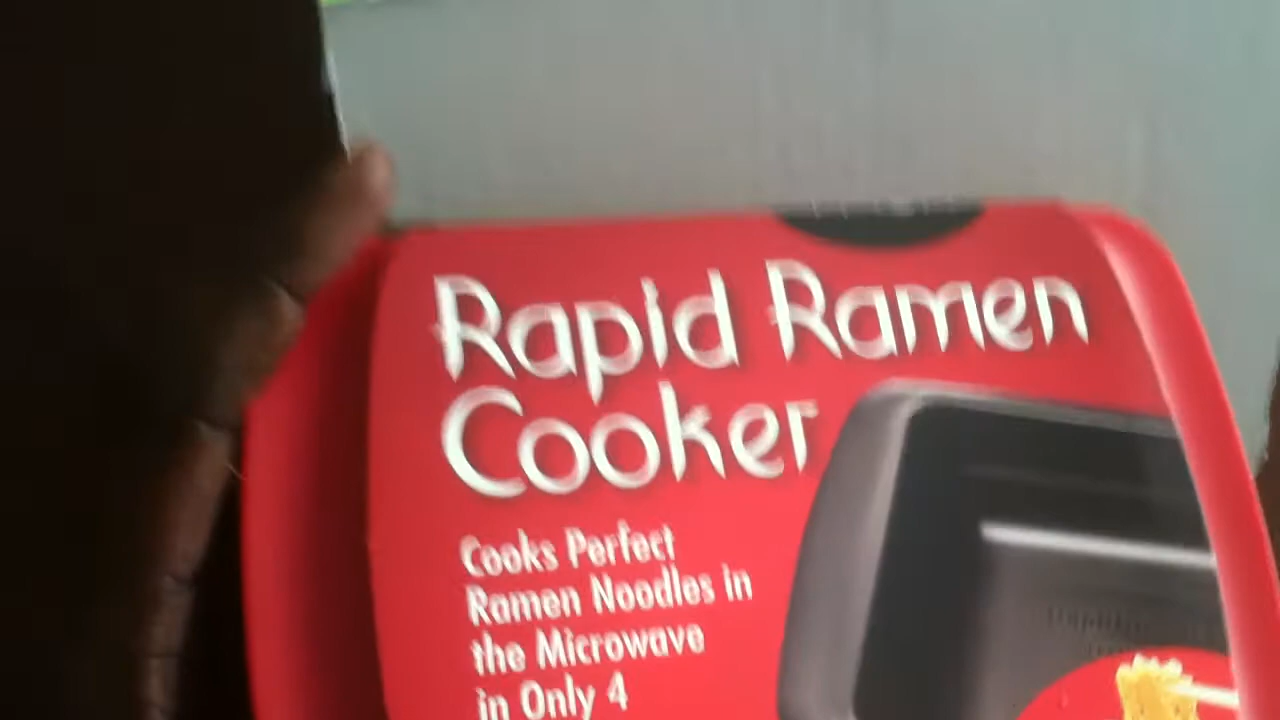 Rapid Ramen
Cooker
Cooks Perfect
Ramen Noodles in
the Microwave
in Only 4